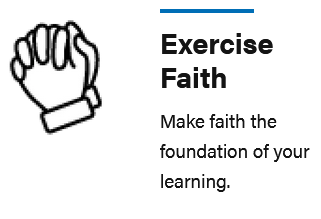 Exercise
Faith
Make faith the
foundation of your
learning.